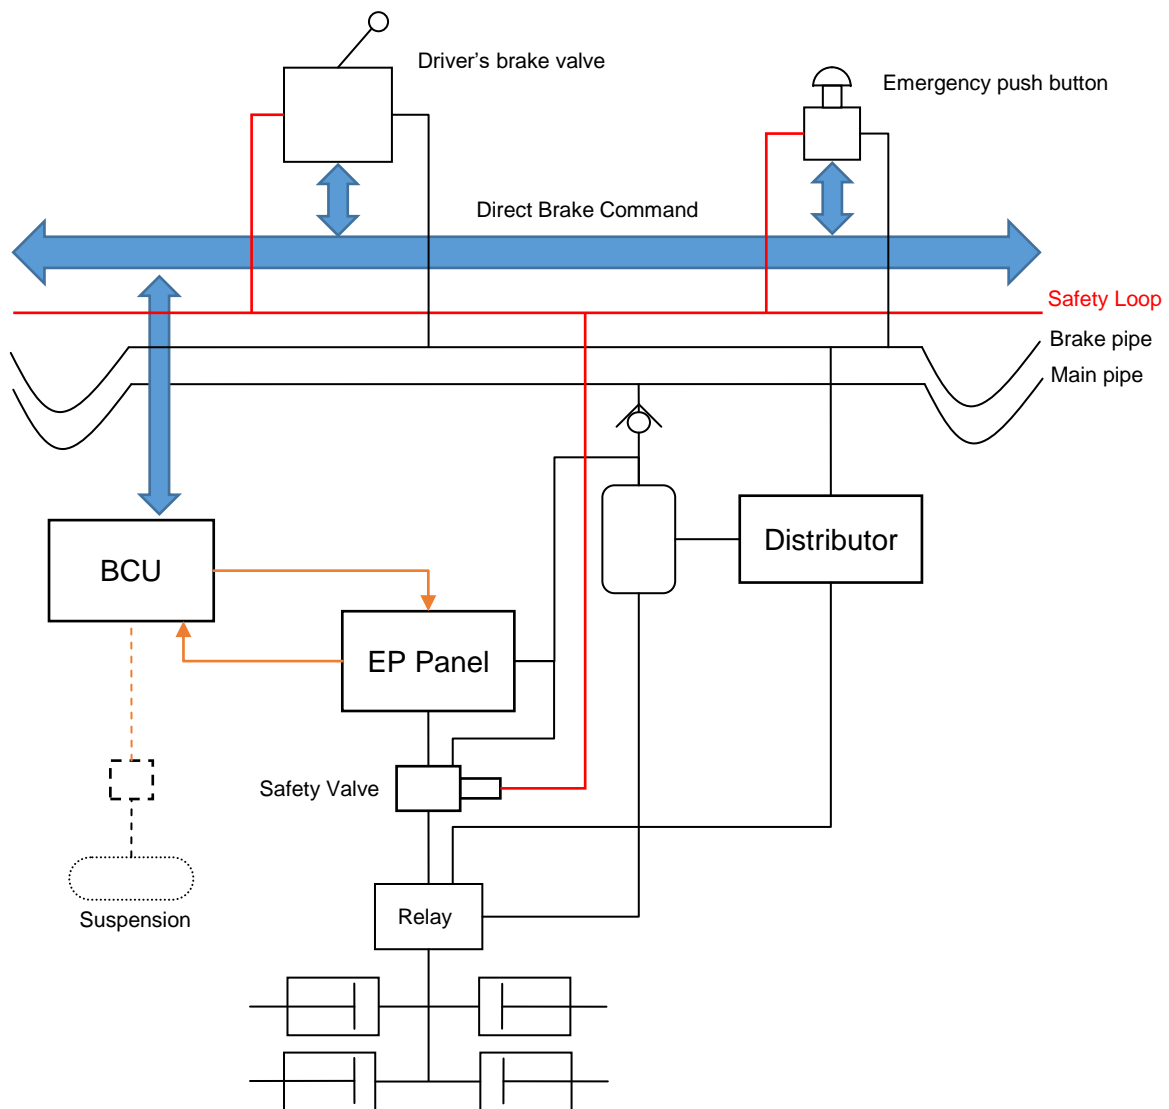 Driver's brake valve
Emergency push button
Direct Brake Command
Safety Loop
Brake pipe
Main pipe
Distributor
BCU
EP Panel
Safety Valve
Relay
Suspension